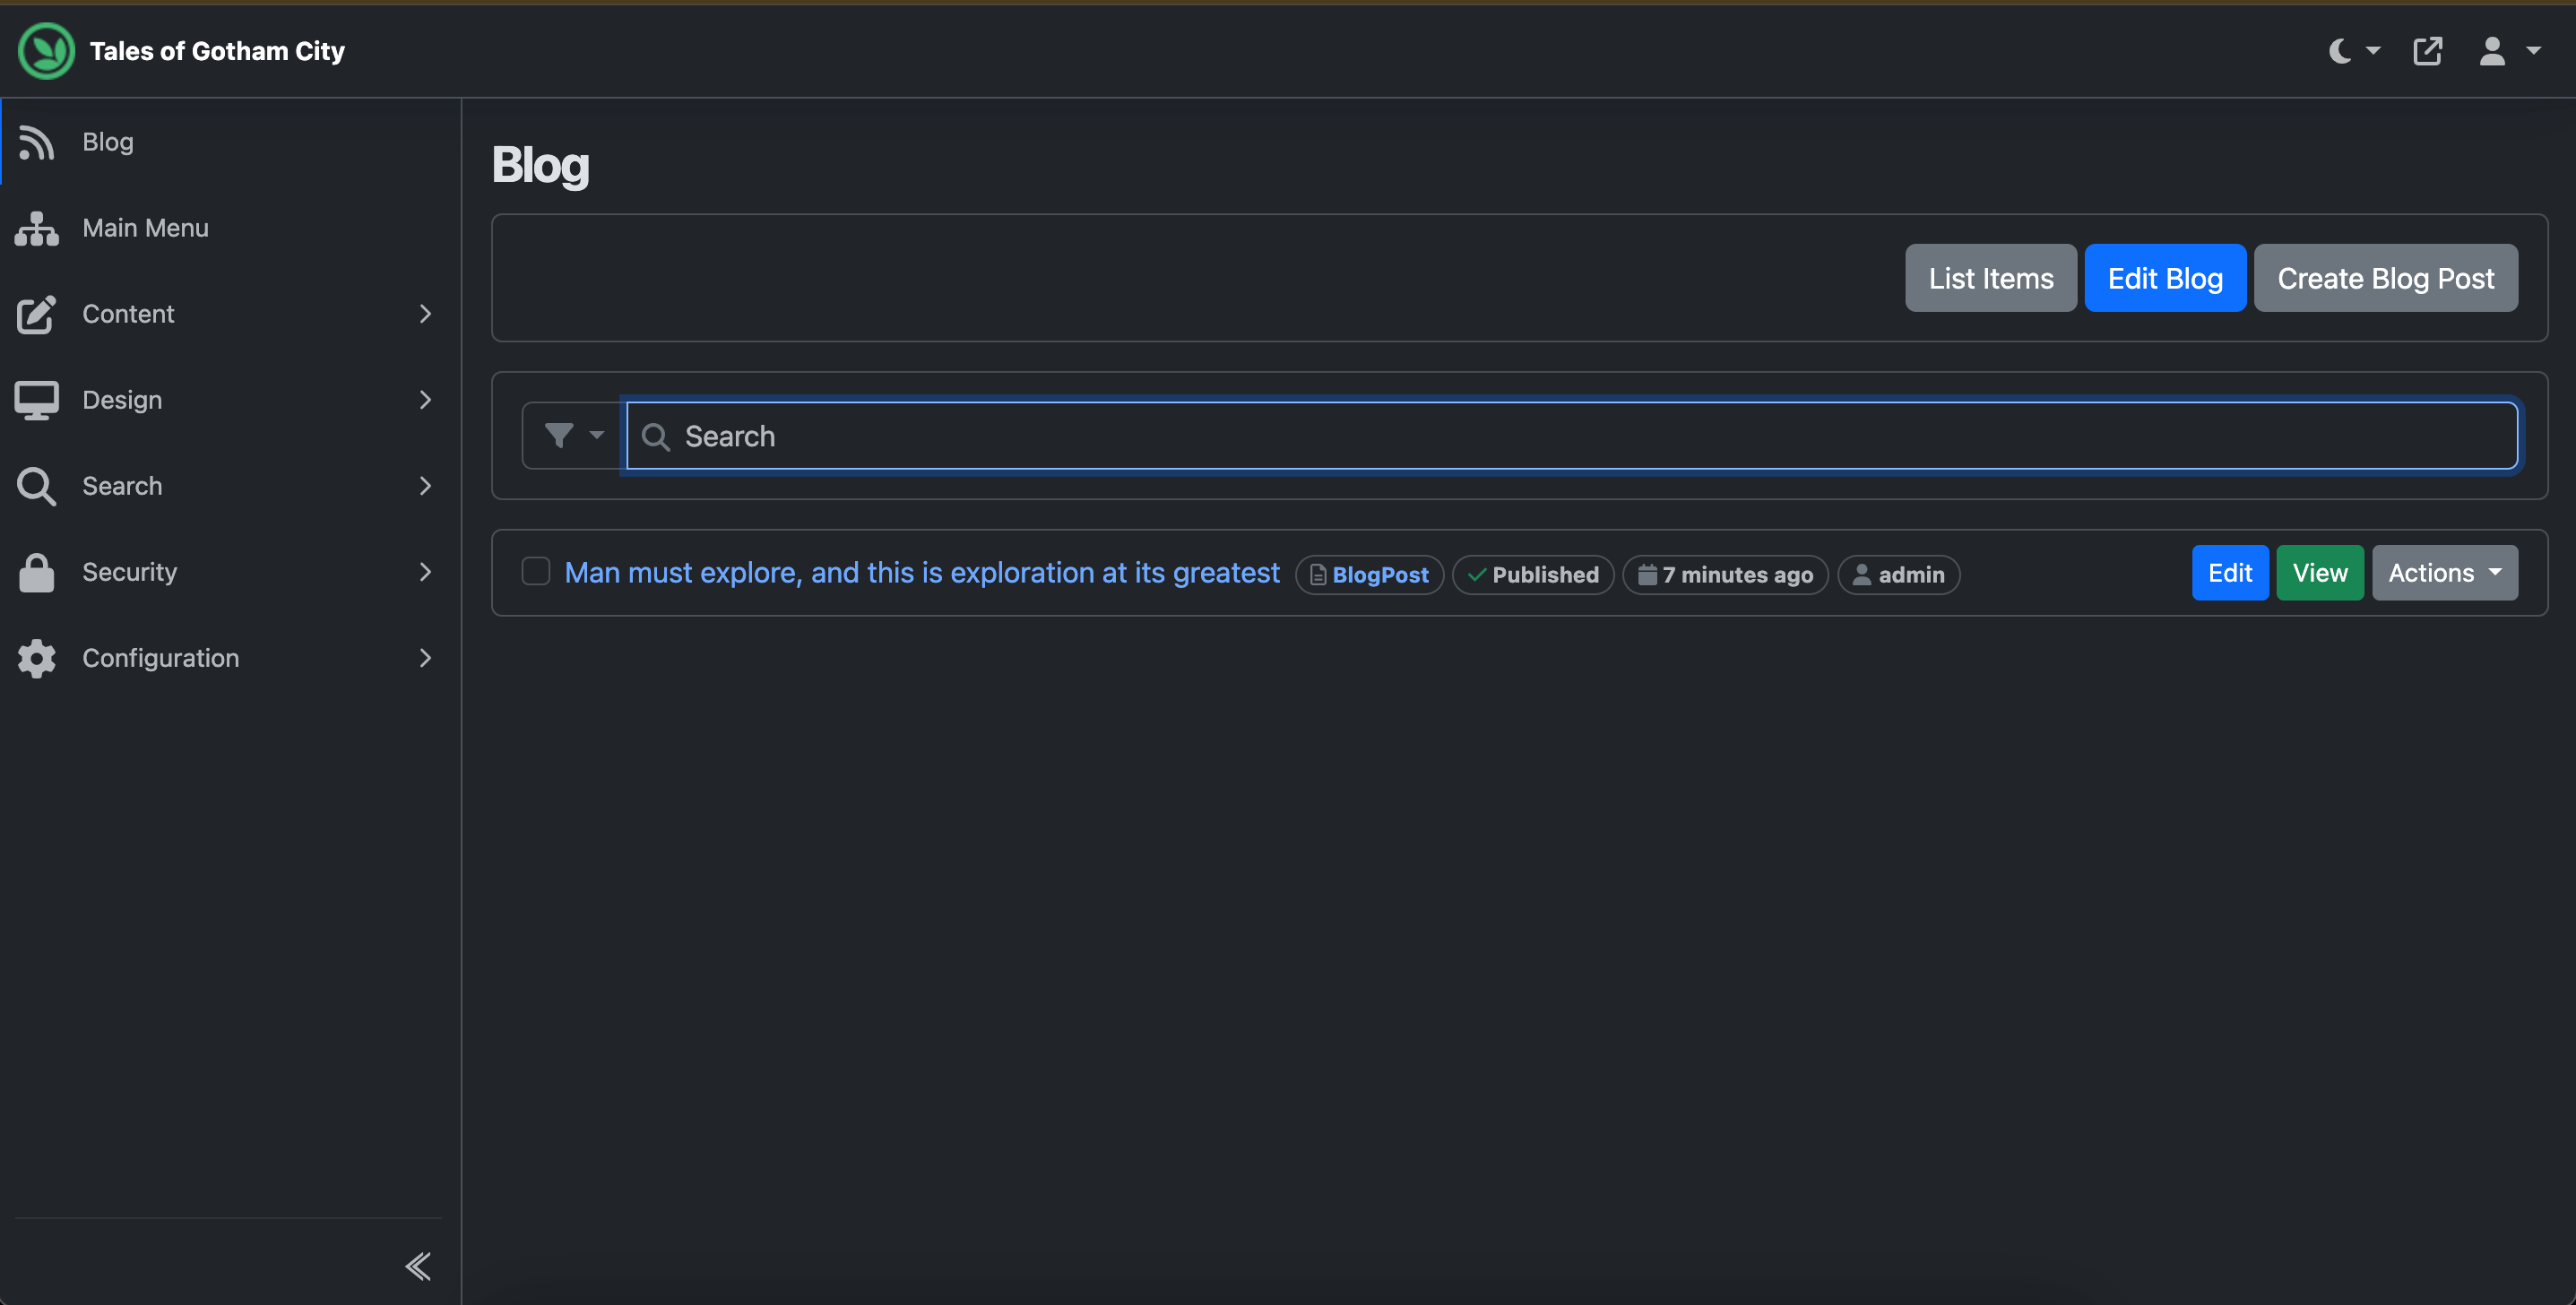 Tales of Gotham City
Blog
Main Menu
Content
Design
Search
Security
Configuration
Blog
List Items
Edit Blog
Create Blog Post
Search
Man must explore, and this is exploration at its greatest BlogPost Published 7 minutes ago admin
Edit
View
Actions